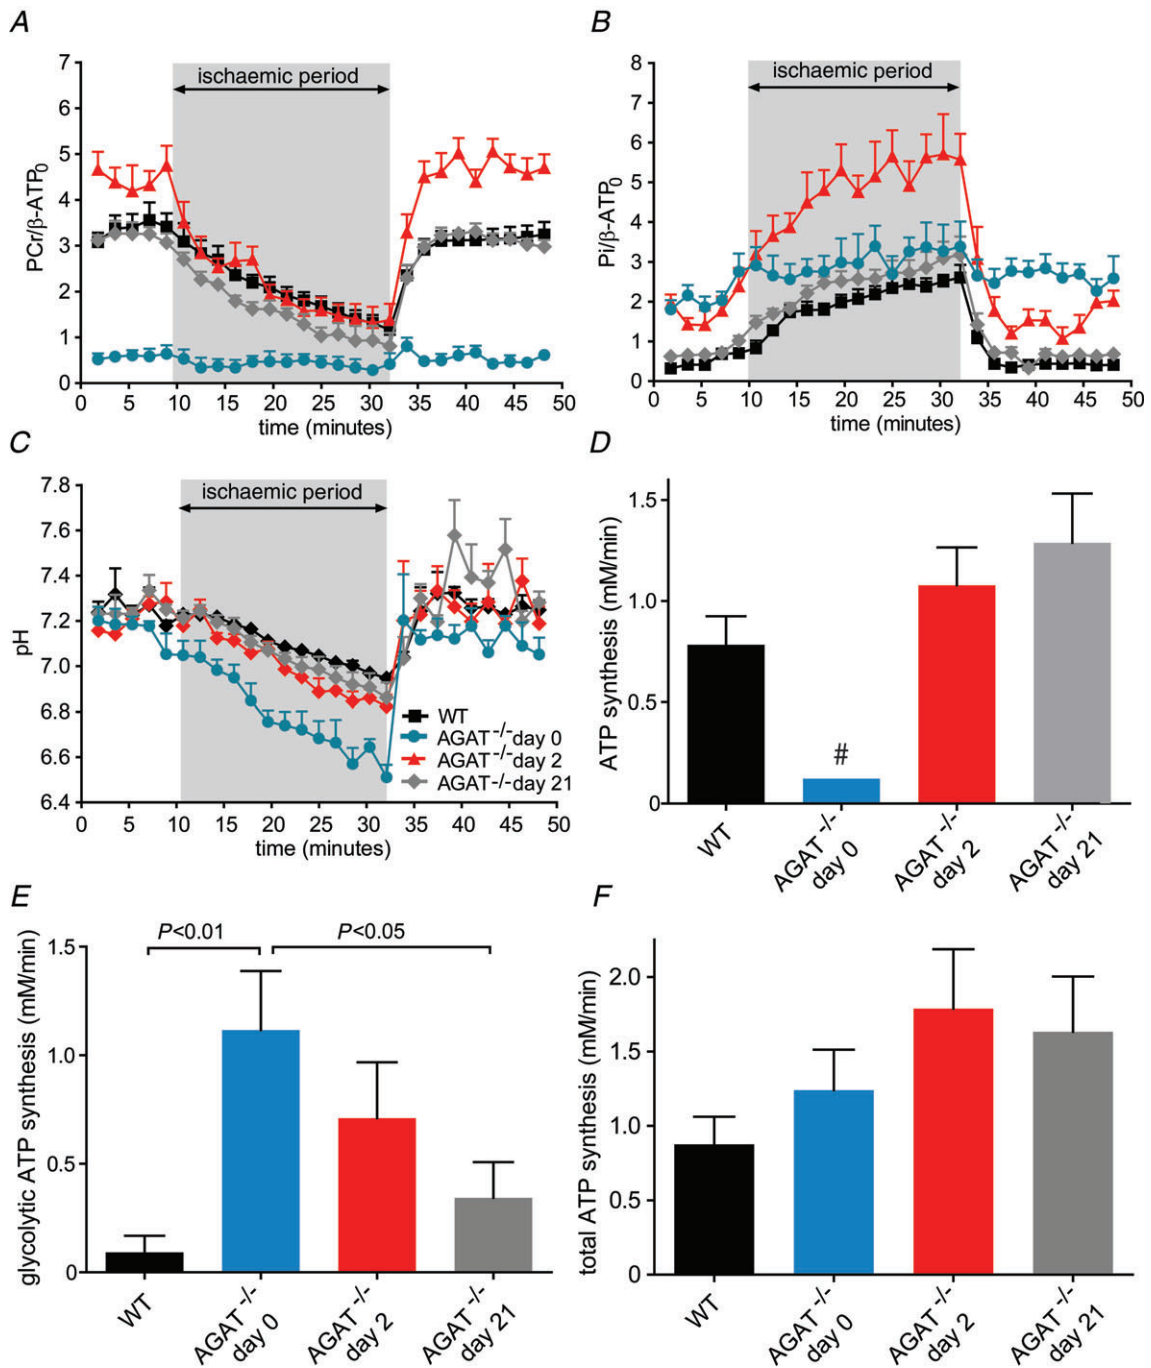 A
B
7
6
5
4
3
2
1
0
PCr/β-ATP0
ischaemic period
0 5 10 15 20 25 30 35 40 45 50
time (minutes)
8
7
6
5
4
3
2
1
0
Pi/β-ATP0
ischaemic period
0 5 10 15 20 25 30 35 40 45 50
time (minutes)
C
D
7.8
7.6
7.4
7.2
7.0
6.8
6.6
6.4
pH
ischaemic period
WT
AGAT-/- day 0
AGAT-/- day 2
AGAT-/- day 21
0 5 10 15 20 25 30 35 40 45 50
time (minutes)
1.5
1.0
0.5
0
ATP synthesis (mM/min)
#
WT
AGAT -/- day 0
AGAT -/- day 2
AGAT -/- day 21
E
F
P<0.01
P<0.05
1.5
1.0
0.5
0
glycolytic ATP synthesis (mM/min)
WT
AGAT -/- day 0
AGAT -/- day 2
AGAT -/- day 21
2.0
1.5
1.0
0.5
0
total ATP synthesis (mM/min)
WT
AGAT -/- day 0
AGAT -/- day 2
AGAT -/- day 21